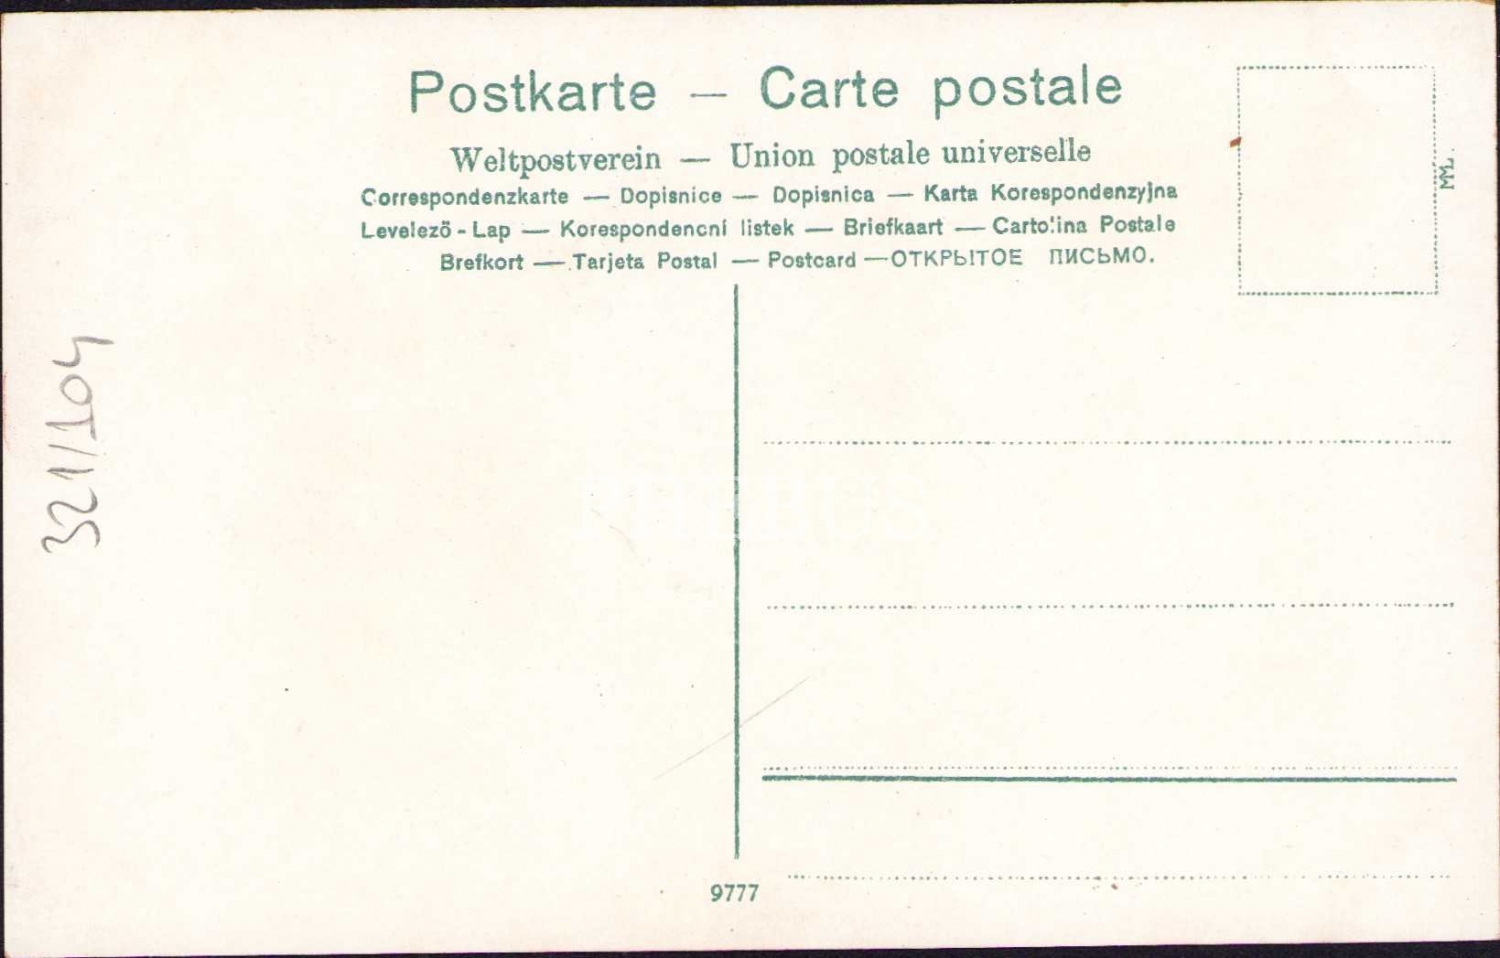 Postkarte — Carte postale
Weltpostverein — Union postale universelle
Correspondenzkarte — Dopisnice — Dopisnica — Karta Korespondenzyjna
Levelező - Lap — Korespondencní listek — Briefkaart — Cartolina Postale
Brefkort — Tarjeta Postal — Postcard — ОТКРЫТОЕ ПИСЬМО.
321/104
9777